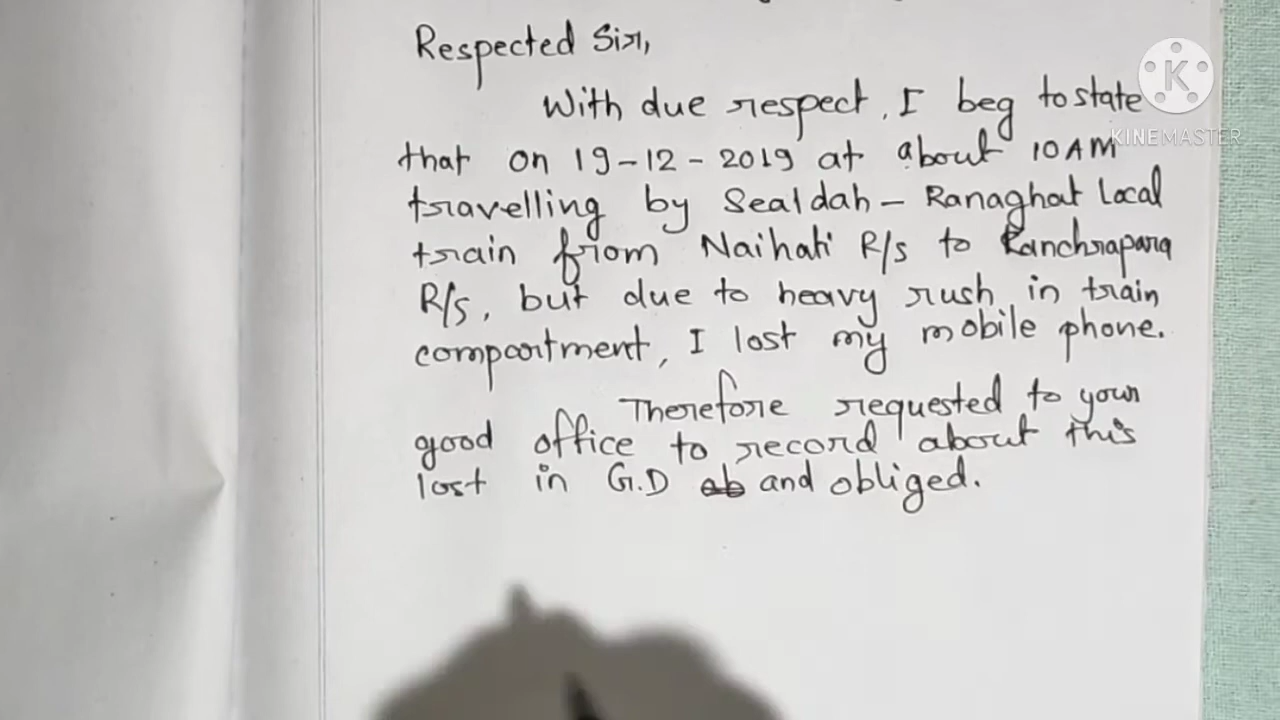 Respected Sir,
With due respect, I beg to state
that on 19-12-2019 at about 10AM
travelling by Sealdah - Ranaghat local
train from Naihati R/s to Kanchrapara
R/s, but due to heavy rush in train
compartment, I lost my mobile phone.
Therefore requested to your
good office to record about this
lost in G.D ab and obliged.
K
KINEMASTER